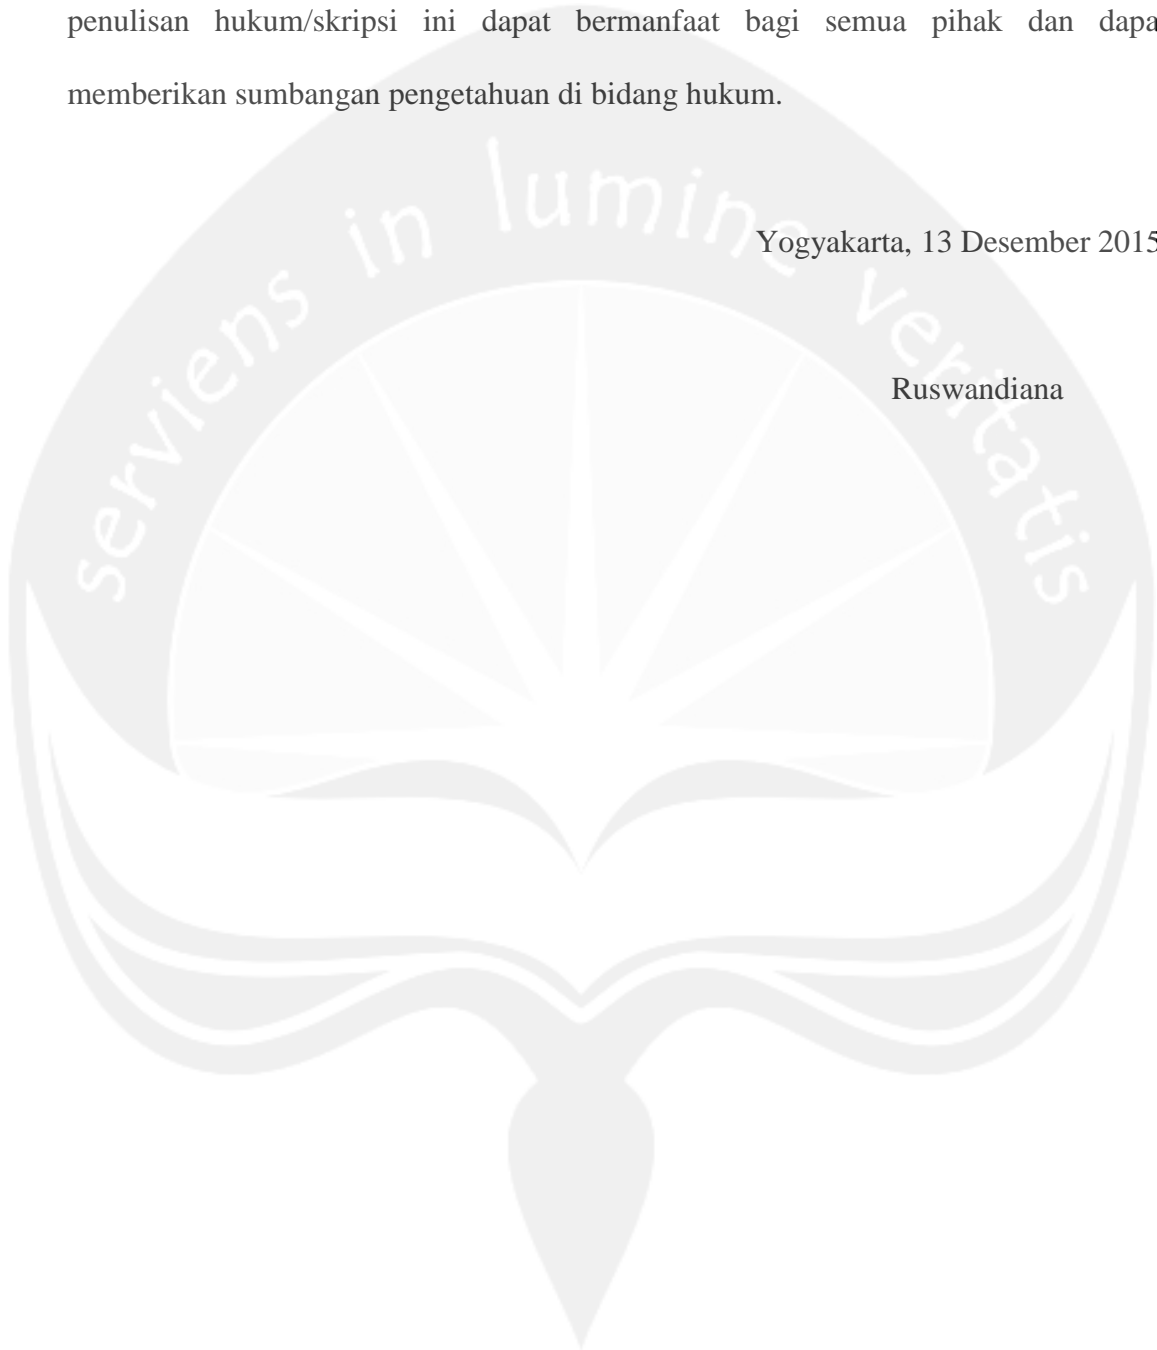 penulisan hukum/skripsi ini dapat bermanfaat bagi semua pihak dan dapa
memberikan sumbangan pengetahuan di bidang hukum.
serviens in lumine veritatis
Yogyakarta, 13 Desember 2015
Ruswandiana